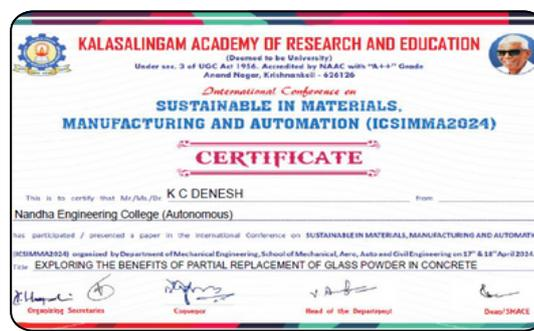 KALASALINGAM ACADEMY OF RESEARCH AND EDUCATION
(Deemed to be University)
Under sec. 3 of UGC Act 1956. Accredited by NAAC with "A++" Grade
Anand Nagar, Krishnankoil - 626126
International Conference on
SUSTAINABLE IN MATERIALS,
MANUFACTURING AND AUTOMATION (ICSIMMA2024)
CERTIFICATE
This is to certify that Mr/Ms/Dr K C DENESH from
Nandha Engineering College (Autonomous)
has participated / presented a paper in the International Conference on SUSTAINABLE IN MATERIALS, MANUFACTURING AND AUTOMATI
(ICSIMMA2024) organized by Department of Mechanical Engineering, School of Mechanical, Aero, Auto and Civil Engineering on 17th & 18th April 2024.
Title EXPLORING THE BENEFITS OF PARTIAL REPLACEMENT OF GLASS POWDER IN CONCRETE
Organizing Secretaries Convenor Head of the Department Dean/SMACE